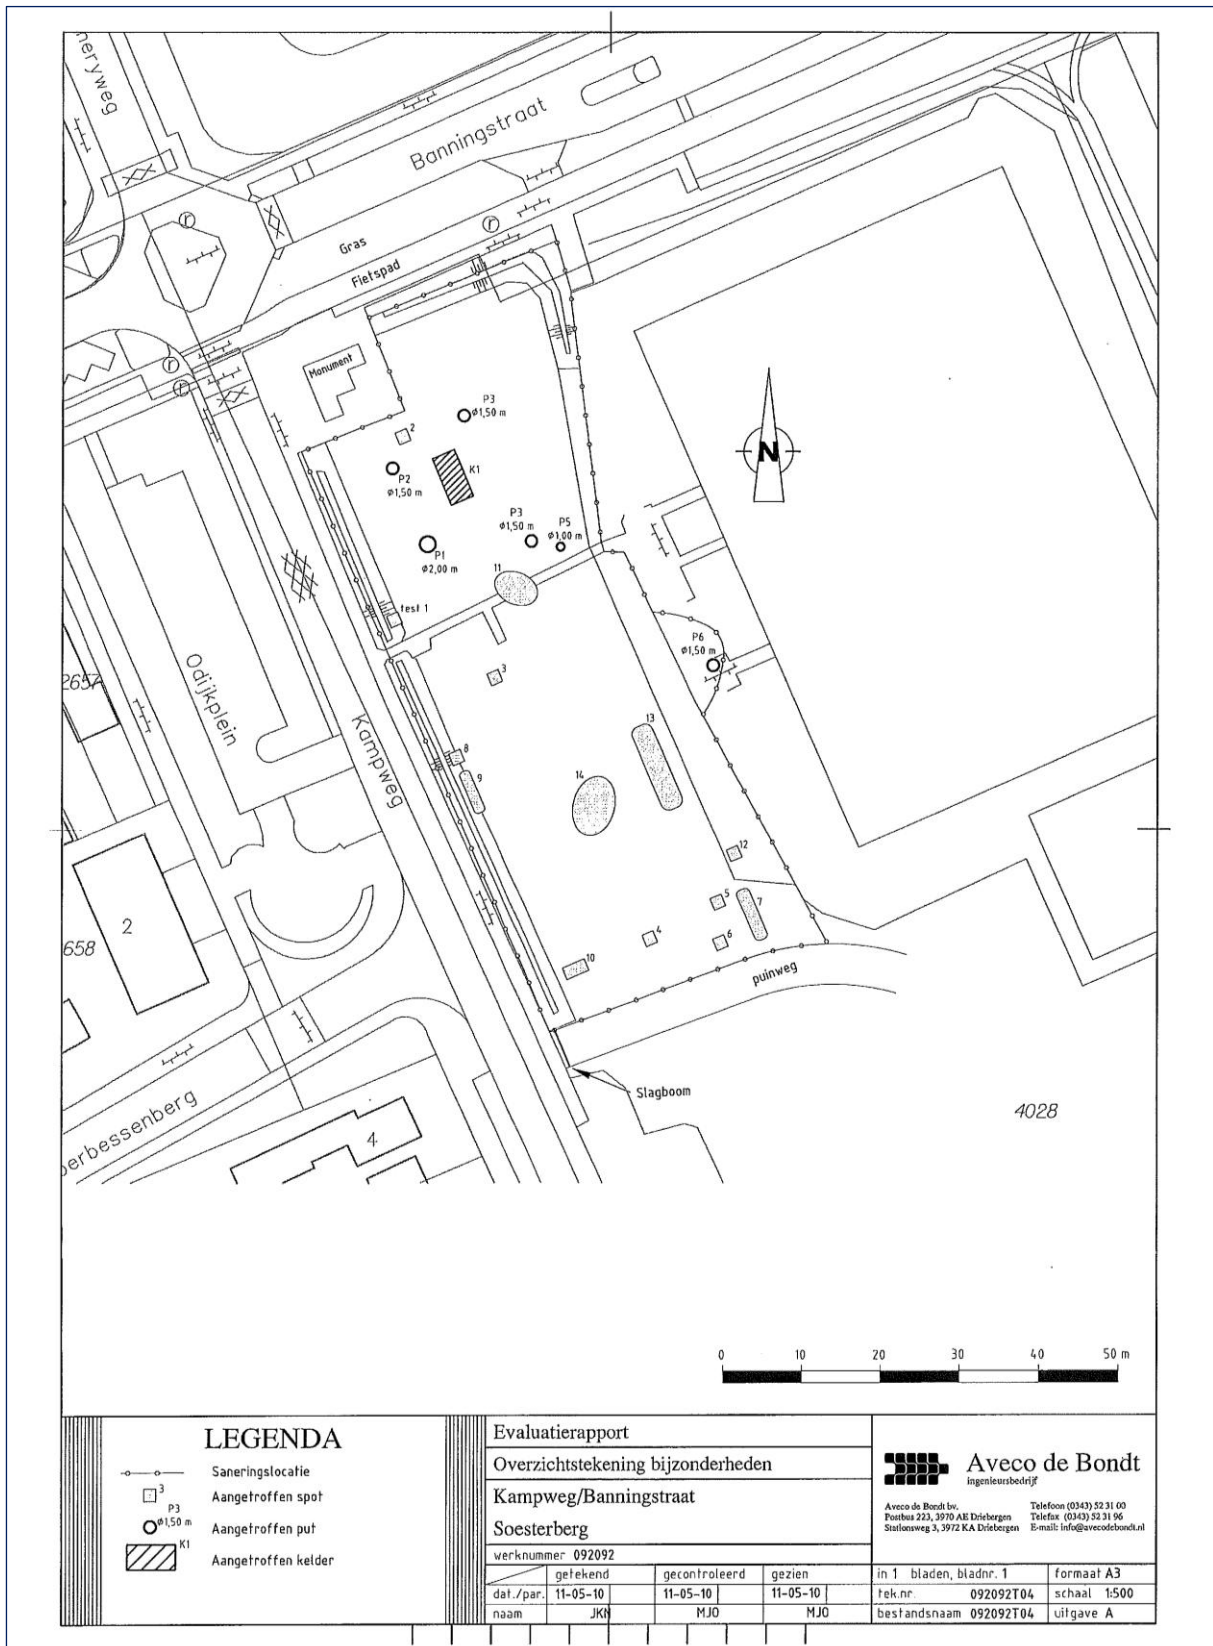 Banningstraat
Gras
Fietspad
Monument
P3
ø1,50 m
2
P2
ø1,50 m
K1
P3
ø1,50 m
P5
ø1,00 m
P1
ø2,00 m
11
test 1
P6
ø1,50 m
3
2657
Odijkplein
Kampweg
13
8
9
14
12
5
7
2
4
6
658
10
puinweg
Slagboom
4028
4
N
0 10 20 30 40 50 m
LEGENDA
Saneringslocatie
3
Aangetroffen spot
P3
ø1,50 m
Aangetroffen put
K1
Aangetroffen kelder
Evaluatierapport
Overzichtstekening bijzonderheden
Kampweg/Banningstraat
Soesterberg
werknummer 092092
getekend gecontroleerd gezien
dat./par. 11-05-10 11-05-10 11-05-10
naam JKN MJO MJO
Aveco de Bondt
ingenieursbedrijf
Aveco de Bondt bv.
Postbus 223, 3970 AE Driebergen
Stationsweg 3, 3972 KA Driebergen
Telefoon (0343) 52 31 00
Telefax (0343) 52 31 96
E-mail: info@avecodebondt.nl
in 1 bladen, bladnr. 1 formaat A3
tek.nr. 092092T04 schaal 1:500
bestandsnaam 092092T04 uitgave A